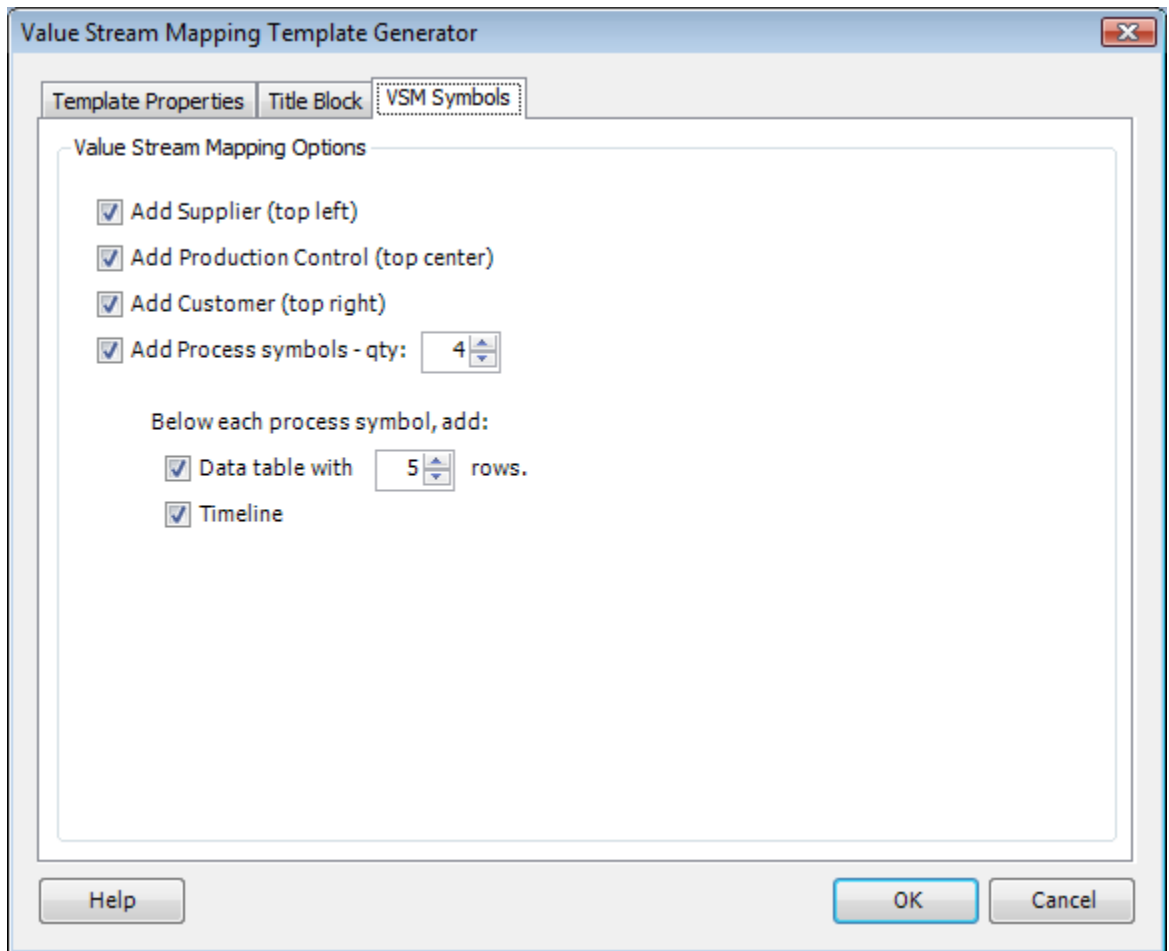 Value Stream Mapping Template Generator
Template Properties Title Block VSM Symbols
Value Stream Mapping Options
Add Supplier (top left)
Add Production Control (top center)
Add Customer (top right)
Add Process symbols - qty: 4
Below each process symbol, add:
Data table with 5 rows.
Timeline
Help OK Cancel